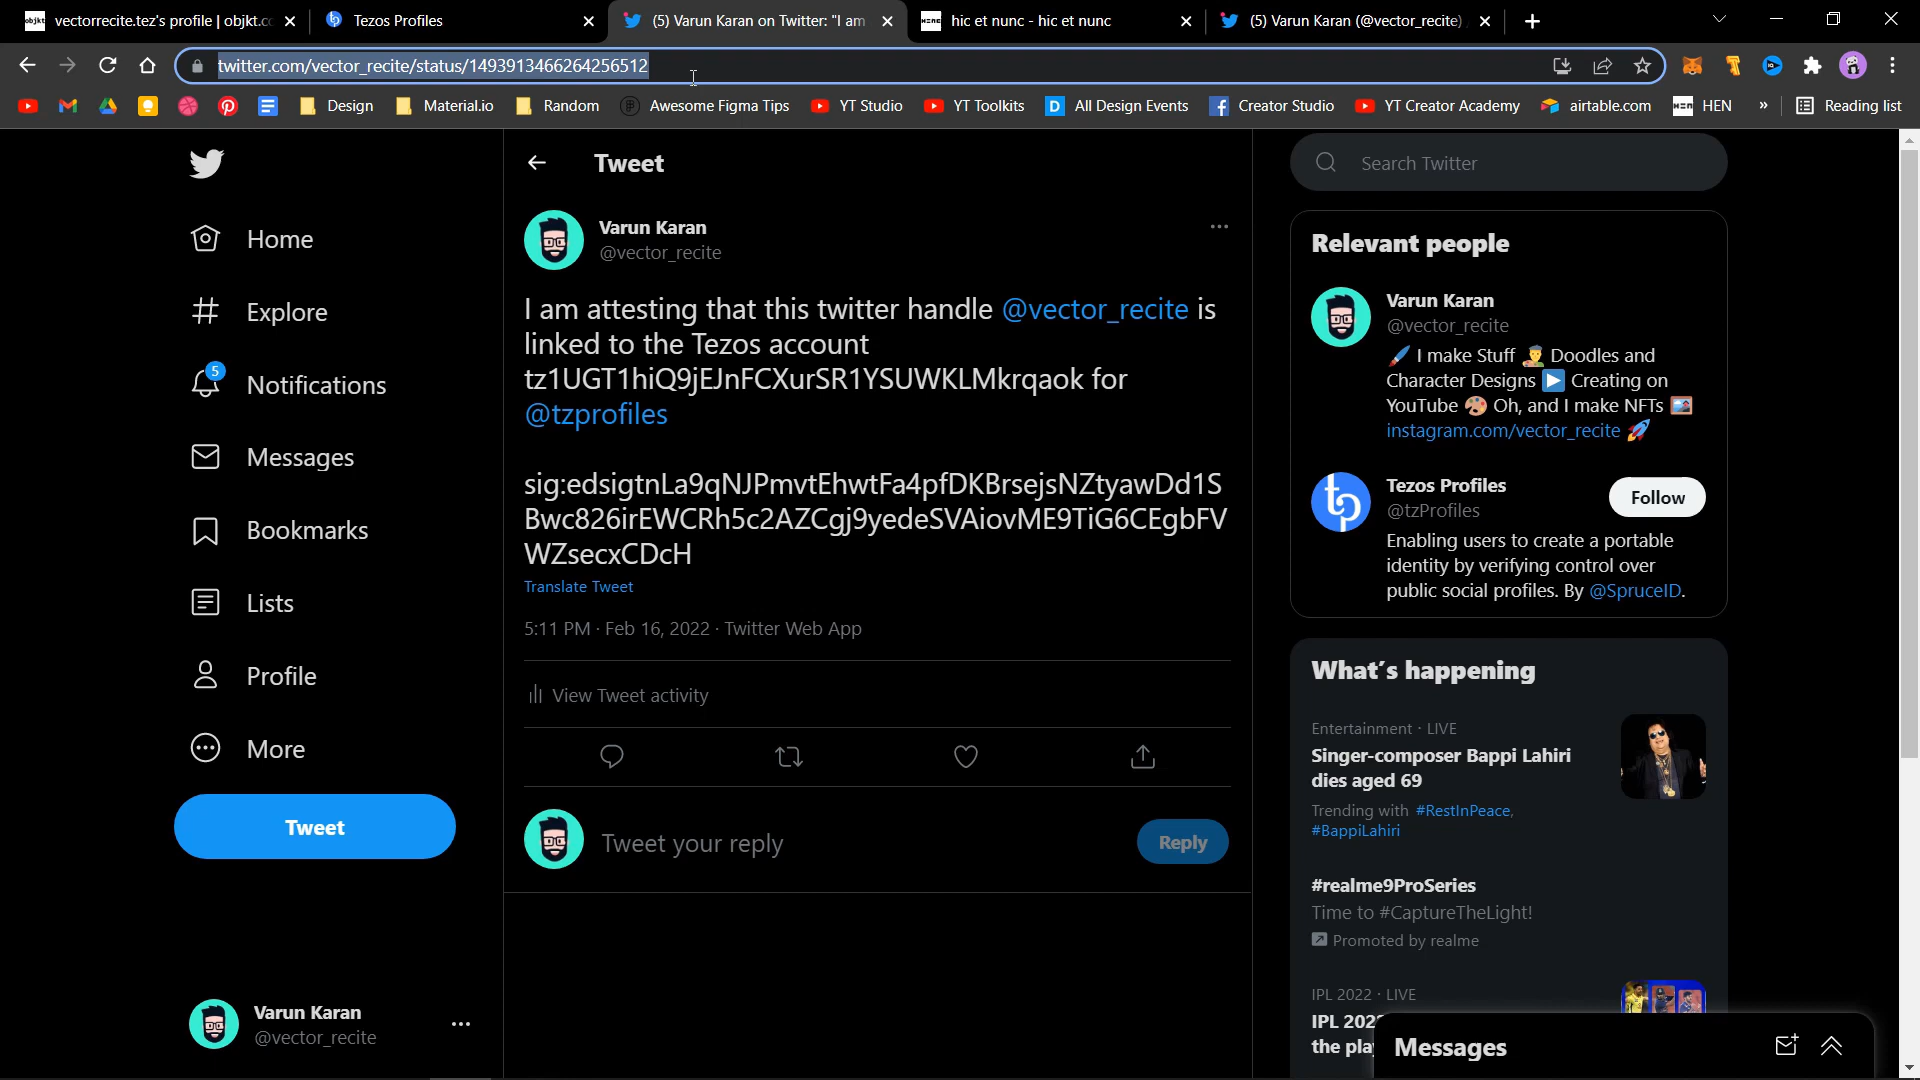 objkt vectorrecite.tez's profile | objkt.cc
Tezos Profiles
(5) Varun Karan on Twitter: "I am
HENC hic et nunc - hic et nunc
(5) Varun Karan (@vector_recite)
twitter.com/vector_recite/status/1493913466264256512
Design
Material.io
Random
Awesome Figma Tips
YT Studio
YT Toolkits
D All Design Events
Creator Studio
YT Creator Academy
airtable.com
HEN
»
Reading list
Home
Explore
5
Notifications
Messages
Bookmarks
Lists
Profile
More
Tweet
Varun Karan
@vector_recite
Tweet
Varun Karan
@vector_recite
I am attesting that this twitter handle @vector_recite is
linked to the Tezos account
tz1UGT1hiQ9jEJnFCXurSR1YSUWKLMkrqaok for
@tzprofiles
sig:edsigtnLa9qNJPmvtEhwtFa4pfDKBrsejsNZtyawDd1S
Bwc826irEWCRh5c2AZCgj9yedeSVAiovME9TiG6CEgbFV
WZsecxCDcH
Translate Tweet
5:11 PM · Feb 16, 2022 · Twitter Web App
View Tweet activity
Tweet your reply
Reply
Search Twitter
Relevant people
Varun Karan
@vector_recite
🖌️ I make Stuff 👨‍🎨 Doodles and
Character Designs ▶️ Creating on
YouTube 🎨 Oh, and I make NFTs 🖼️
instagram.com/vector_recite 🚀
Tezos Profiles
@tzProfiles
Follow
Enabling users to create a portable
identity by verifying control over
public social profiles. By @SpruceID.
What's happening
Entertainment · LIVE
Singer-composer Bappi Lahiri
dies aged 69
Trending with #RestInPeace,
#BappiLahiri
#realme9ProSeries
Time to #CaptureTheLight!
Promoted by realme
IPL 2022 · LIVE
IPL 202
the pla
Messages